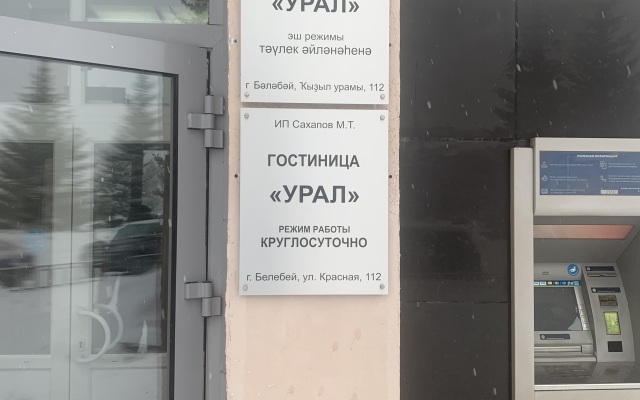 «УРАЛ»
эш режимы
тәүлек әйләнәһенә
г Бәләбәй, Ҡыҙыл урамы, 112
ИП Сахапов М.Т.
ГОСТИНИЦА
«УРАЛ»
РЕЖИМ РАБОТЫ
КРУГЛОСУТОЧНО
г. Белебей, ул. Красная, 112